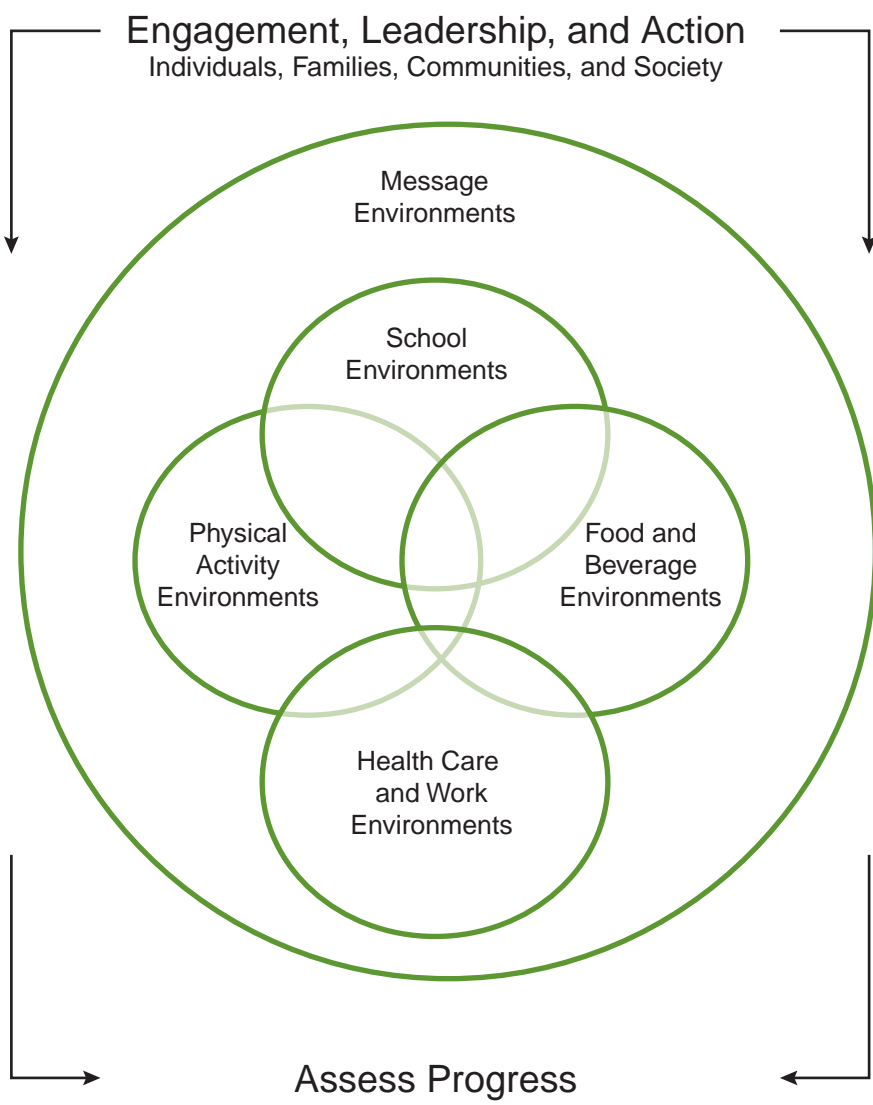 Engagement, Leadership, and Action
Individuals, Families, Communities, and Society
Message
Environments
School
Environments
Physical
Activity
Environments
Food and
Beverage
Environments
Health Care
and Work
Environments
Assess Progress